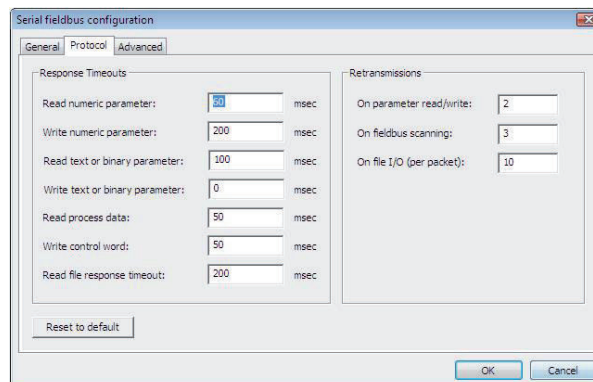 Serial fieldbus configuration
General Protocol Advanced
Response Timeouts
Read numeric parameter: 60 msec
Write numeric parameter: 200 msec
Read text or binary parameter: 100 msec
Write text or binary parameter: 0 msec
Read process data: 50 msec
Write control word: 50 msec
Read file response timeout: 200 msec
Retransmissions
On parameter read/write: 2
On fieldbus scanning: 3
On file I/O (per packet): 10
Reset to default
OK Cancel